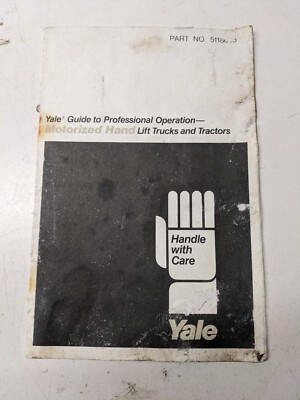 PART NO.
Yale® Guide to Professional Operation—
Motorized Hand Lift Trucks and Tractors
Handle
with
Care
Yale